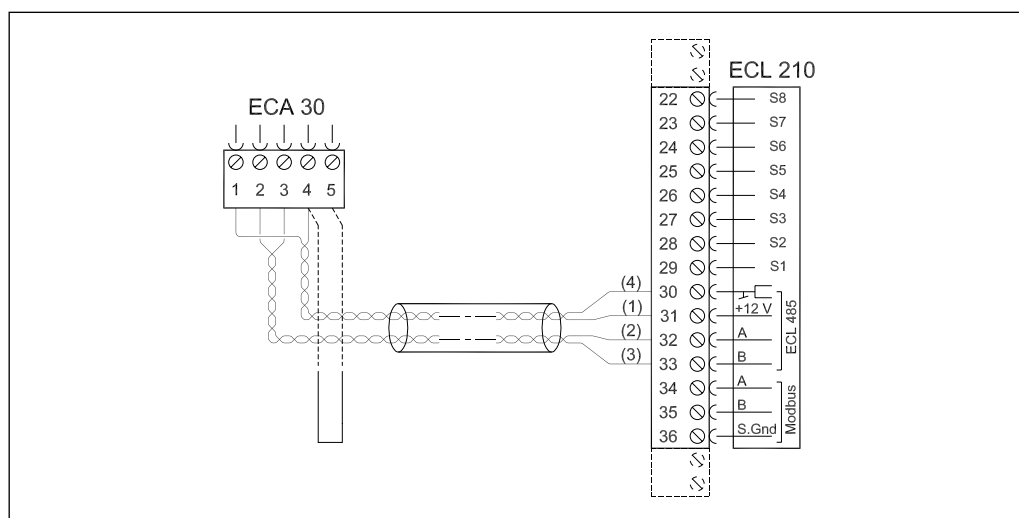 ECL 210
ECA 30
1 2 3 4 5
22 S8
23 S7
24 S6
25 S5
26 S4
27 S3
28 S2
29 S1
(4) 30
(1) 31 +12 V
(2) 32 A
(3) 33 B
ECL 485
34 A
35 B
36 S.Gnd
Modbus